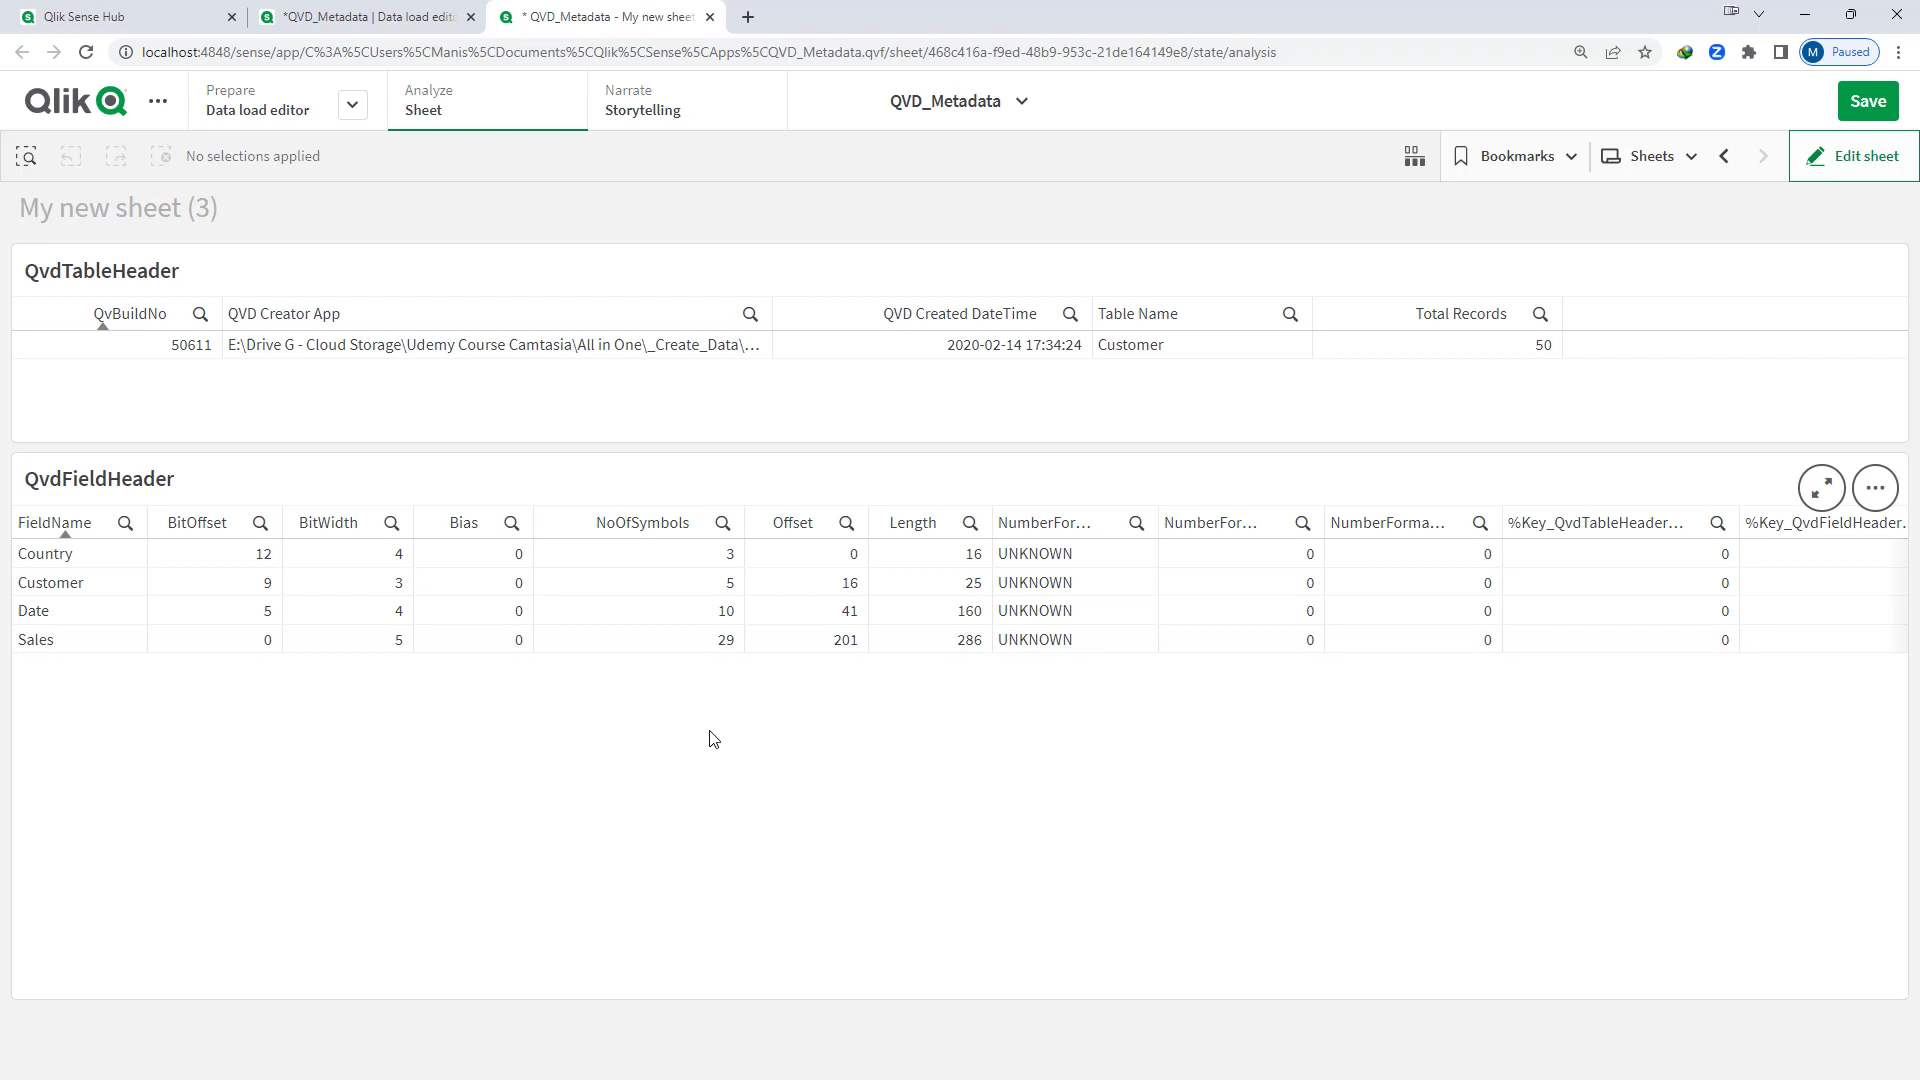 Qlik Sense Hub
*QVD_Metadata | Data load edito
* QVD_Metadata - My new sheet
localhost:4848/sense/app/C%3A%5CUsers%5CManis%5CDocuments%5CQlik%5CSense%5CApps%5CQVD_Metadata.qvf/sheet/468c416a-f9ed-48b9-953c-21de164149e8/state/analysis
Z
M Paused
Qlik
Prepare
Data load editor
Analyze
Sheet
Narrate
Storytelling
QVD_Metadata
Save
No selections applied
Bookmarks
Sheets
Edit sheet
My new sheet (3)
QvdTableHeader
QvBuildNo QVD Creator App QVD Created DateTime Table Name Total Records
50611 E:\Drive G - Cloud Storage\Udemy Course Camtasia\All in One\_Create_Data\... 2020-02-14 17:34:24 Customer 50
QvdFieldHeader
FieldName BitOffset BitWidth Bias NoOfSymbols Offset Length NumberFor... NumberFor... NumberForma... %Key_QvdTableHeader... %Key_QvdFieldHeader.
Country 12 4 0 3 0 16 UNKNOWN 0 0 0
Customer 9 3 0 5 16 25 UNKNOWN 0 0 0
Date 5 4 0 10 41 160 UNKNOWN 0 0 0
Sales 0 5 0 29 201 286 UNKNOWN 0 0 0